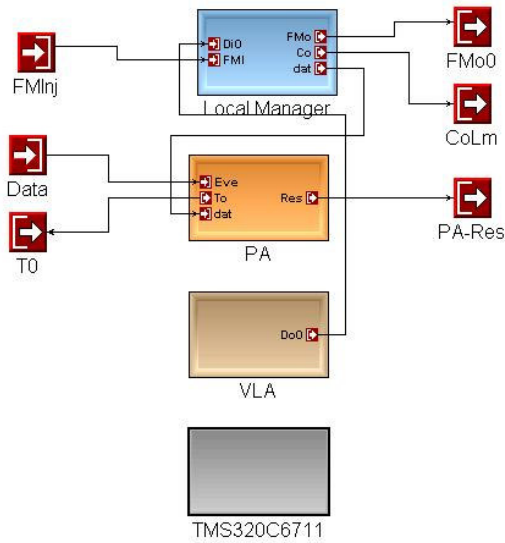 FMInj
Di0
FMI
FMo
Co
dat
Local Manager
FMo0
CoLm
Data
T0
Eve
To
dat
Res
PA
PA-Res
Do0
VLA
TMS320C6711